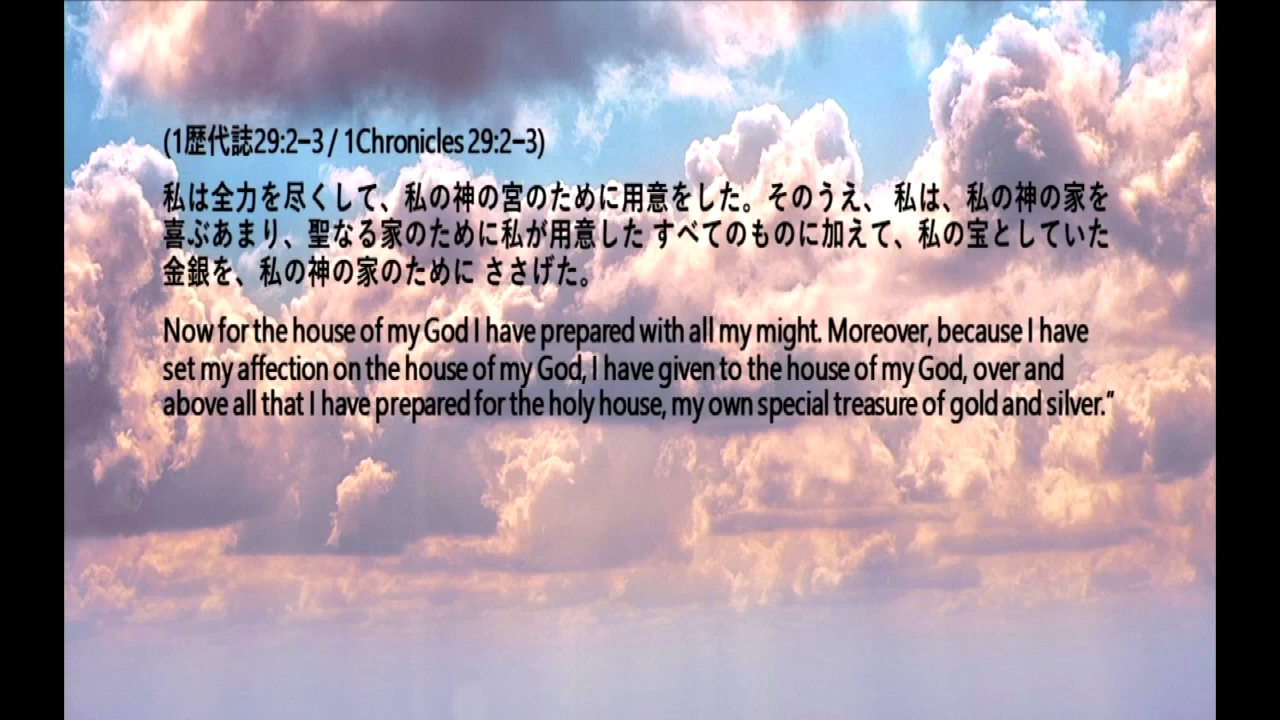 (1歴代誌29:2-3 / 1Chronicles 29:2-3)
私は全力を尽くして、私の神の宮のために用意をした。そのうえ、 私は、私の神の家を
喜ぶあまり、聖なる家のために私が用意した すべてのものに加えて、私の宝としていた
金銀を、私の神の家のために ささげた。
Now for the house of my God I have prepared with all my might. Moreover, because I have
set my affection on the house of my God, I have given to the house of my God, over and
above all that I have prepared for the holy house, my own special treasure of gold and silver.”